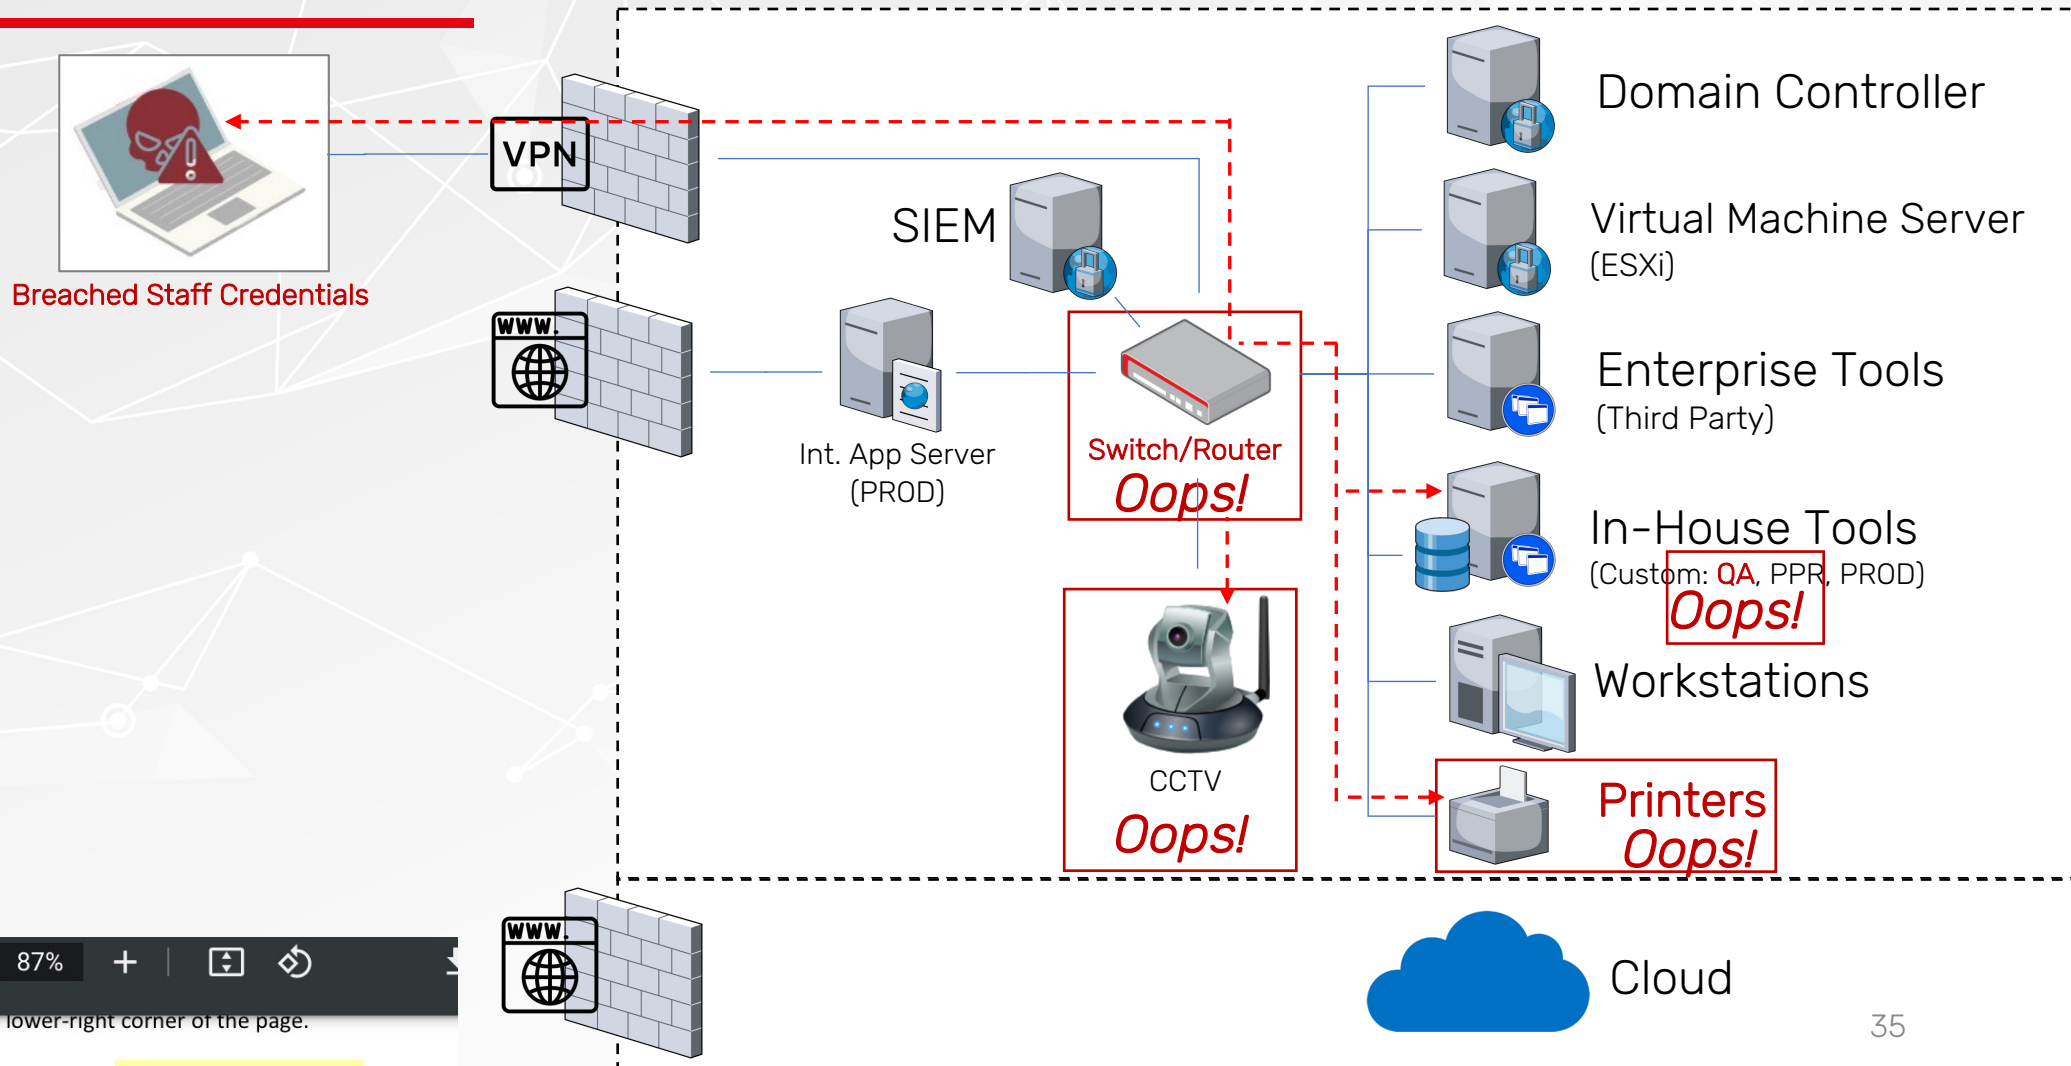 Domain Controller
VPN
SIEM
Virtual Machine Server
(ESXi)
Breached Staff Credentials
WWW.
Enterprise Tools
(Third Party)
Int. App Server
(PROD)
Switch/Router
Oops!
In-House Tools
(Custom: QA, PPR, PROD)
Oops!
Workstations
CCTV
Oops!
Printers
Oops!
WWW.
Cloud
87%
lower-right corner of the page.
35